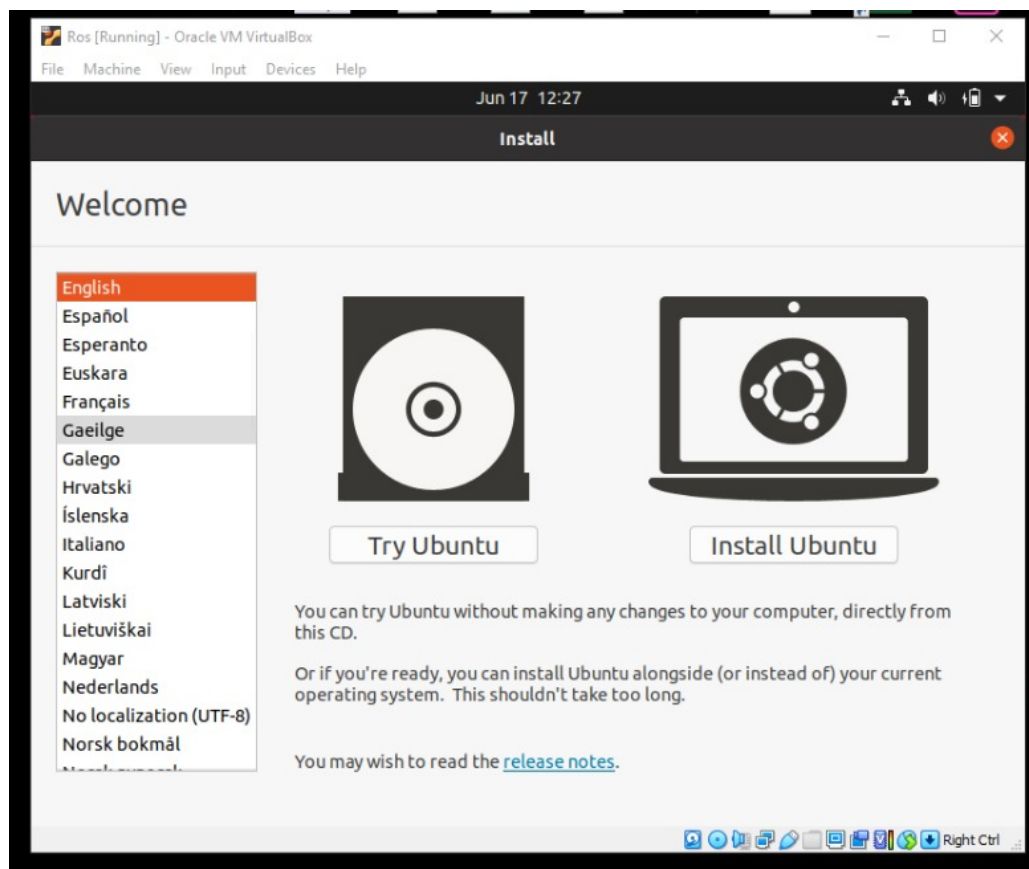 Ros [Running] - Oracle VM VirtualBox
File Machine View Input Devices Help
Jun 17 12:27
Install
Welcome
English
Español
Esperanto
Euskara
Français
Gaeilge
Galego
Hrvatski
Íslenska
Italiano
Kurdî
Latviski
Lietuviškai
Magyar
Nederlands
No localization (UTF-8)
Norsk bokmål
Try Ubuntu
Install Ubuntu
You can try Ubuntu without making any changes to your computer, directly from
this CD.
Or if you're ready, you can install Ubuntu alongside (or instead of) your current
operating system. This shouldn't take too long.
You may wish to read the release notes.
Right Ctrl